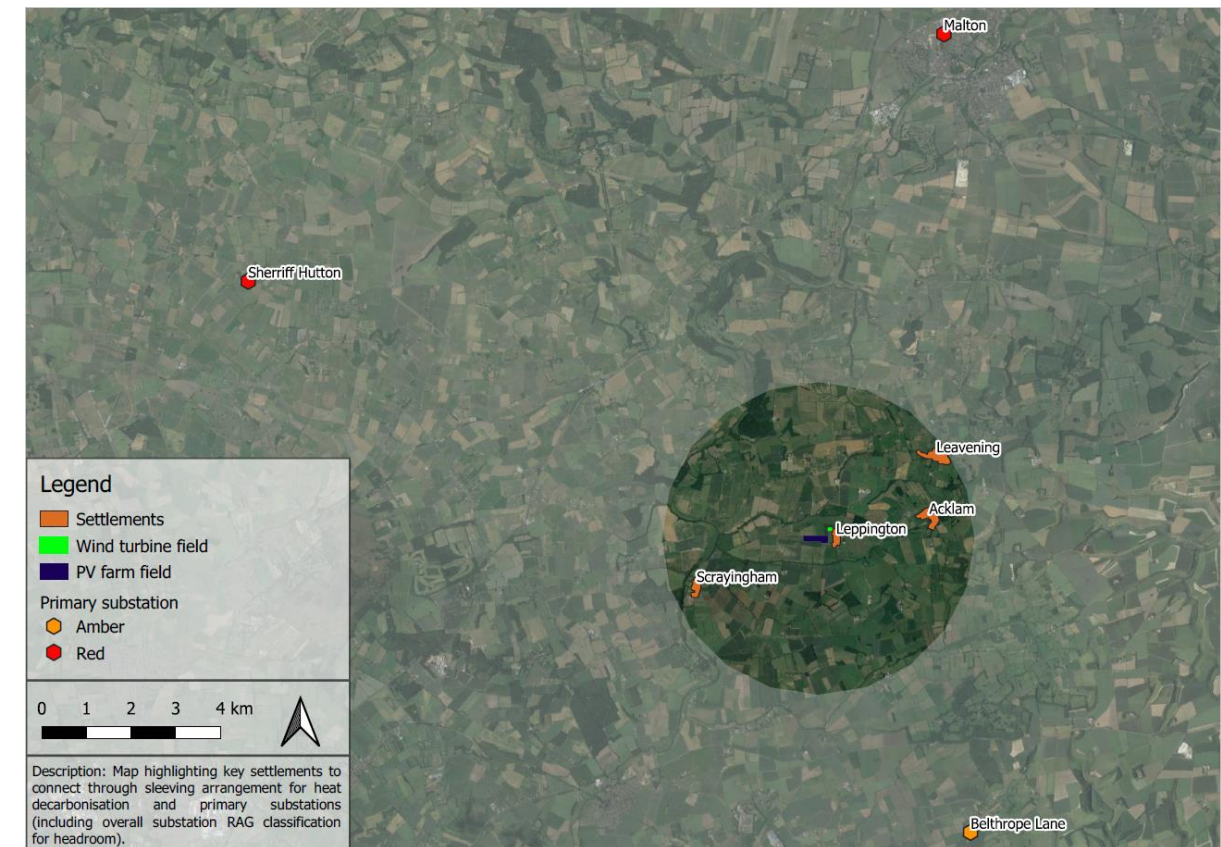 Malton
Sherriff Hutton
Leavening
Acklam
Leppington
Scrayingham
Belthrope Lane
Legend
Settlements
Wind turbine field
PV farm field
Primary substation
Amber
Red
0 1 2 3 4 km
Description: Map highlighting key settlements to
connect through sleeving arrangement for heat
decarbonisation and primary substations
(including overall substation RAG classification
for headroom).